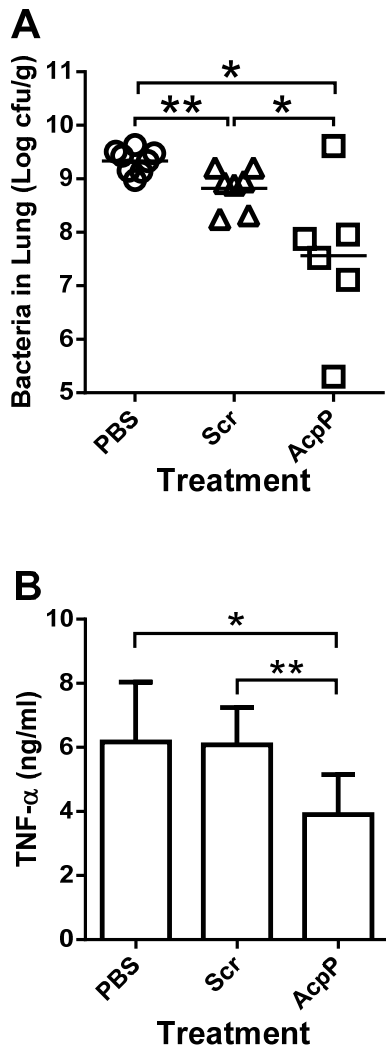 A
Bacteria in Lung (Log cfu/g)
11
10
9
8
7
6
5
*
** *
PBS Scr AcpP
Treatment
B
TNF-α (ng/ml)
10
8
6
4
2
0
*
**
PBS Scr AcpP
Treatment